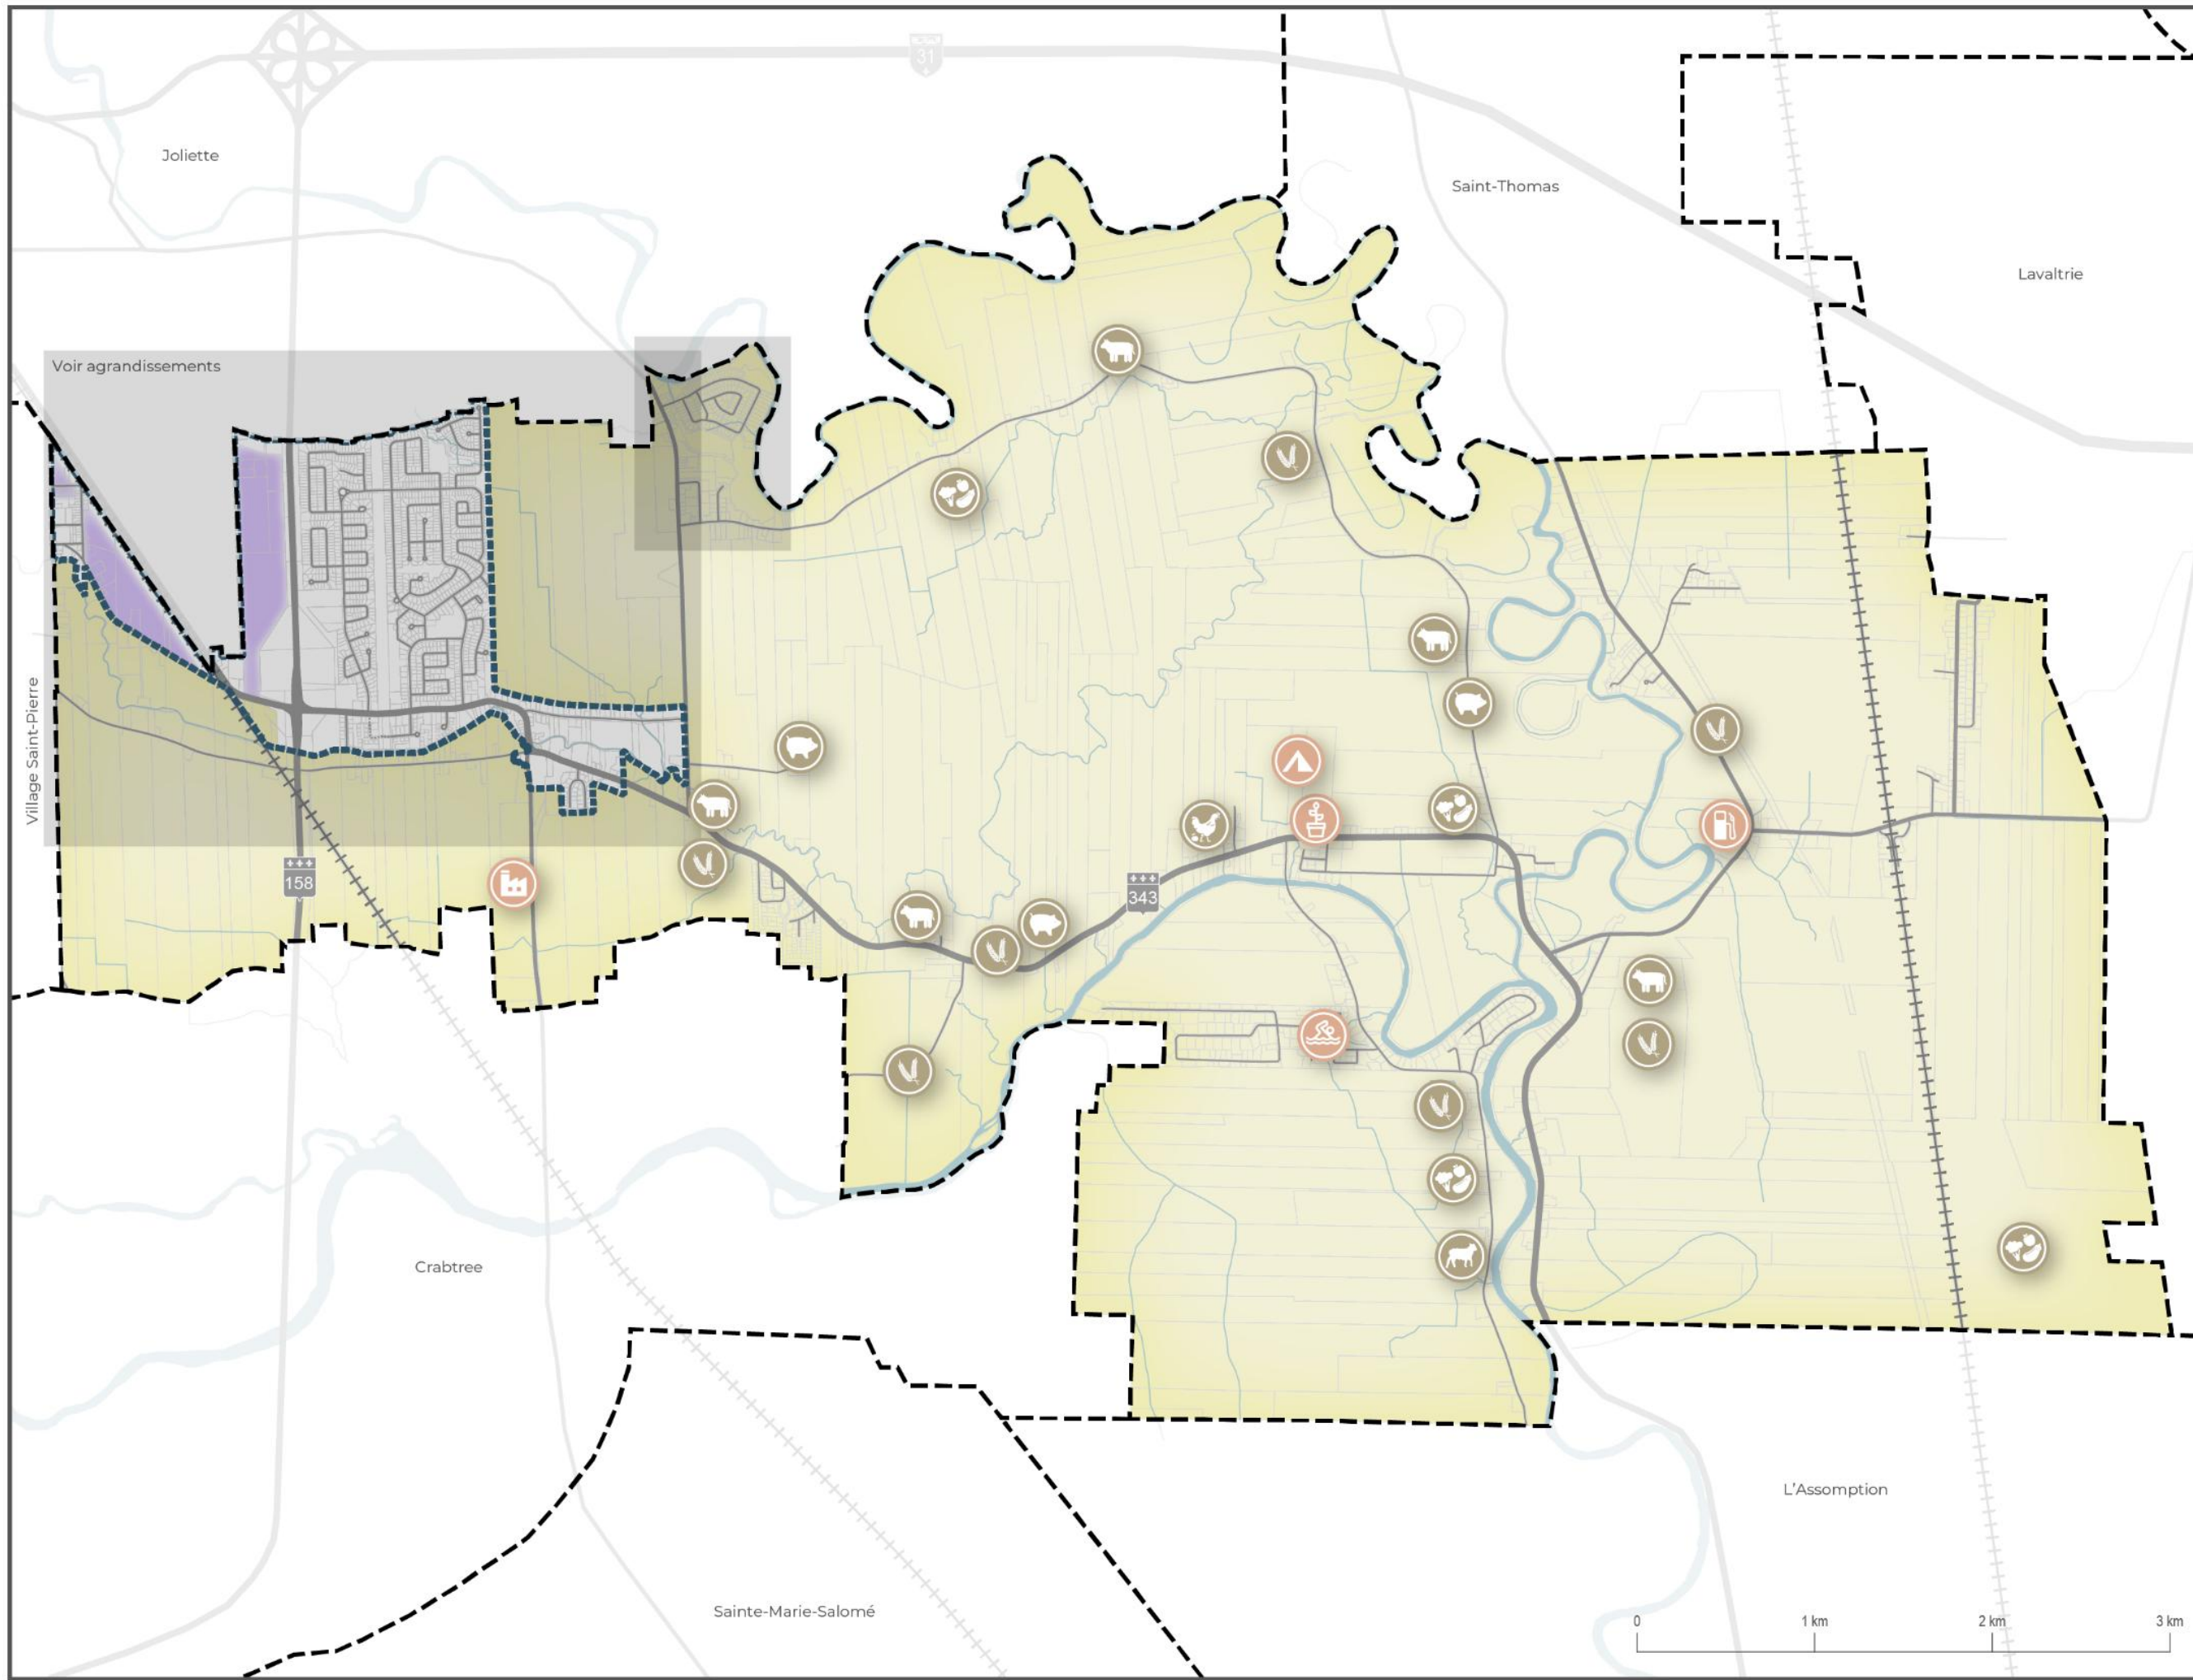 31
Joliette
Saint-Thomas
Lavaltrie
Voir agrandissements
Village Saint-Pierre
158
343
Crabtree
L'Assomption
Sainte-Marie-Salomé
0 1 km 2 km 3 km